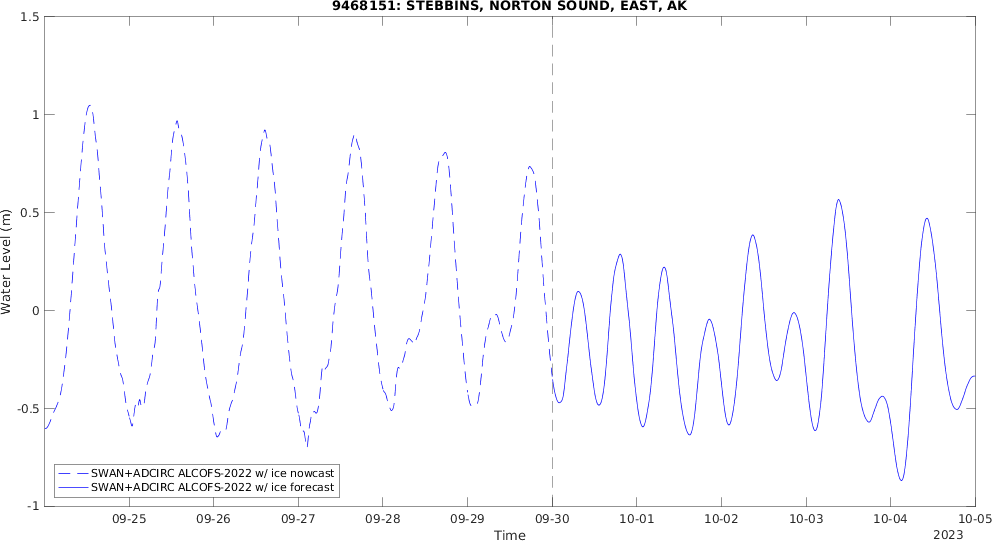 9468151: STEBBINS, NORTON SOUND, EAST, AK
1.5
1
0.5
0
-0.5
-1
Water Level (m)
SWAN+ADCIRC ALCOFS-2022 w/ ice nowcast
SWAN+ADCIRC ALCOFS-2022 w/ ice forecast
09-25 09-26 09-27 09-28 09-29 09-30 10-01 10-02 10-03 10-04 10-05
Time
2023